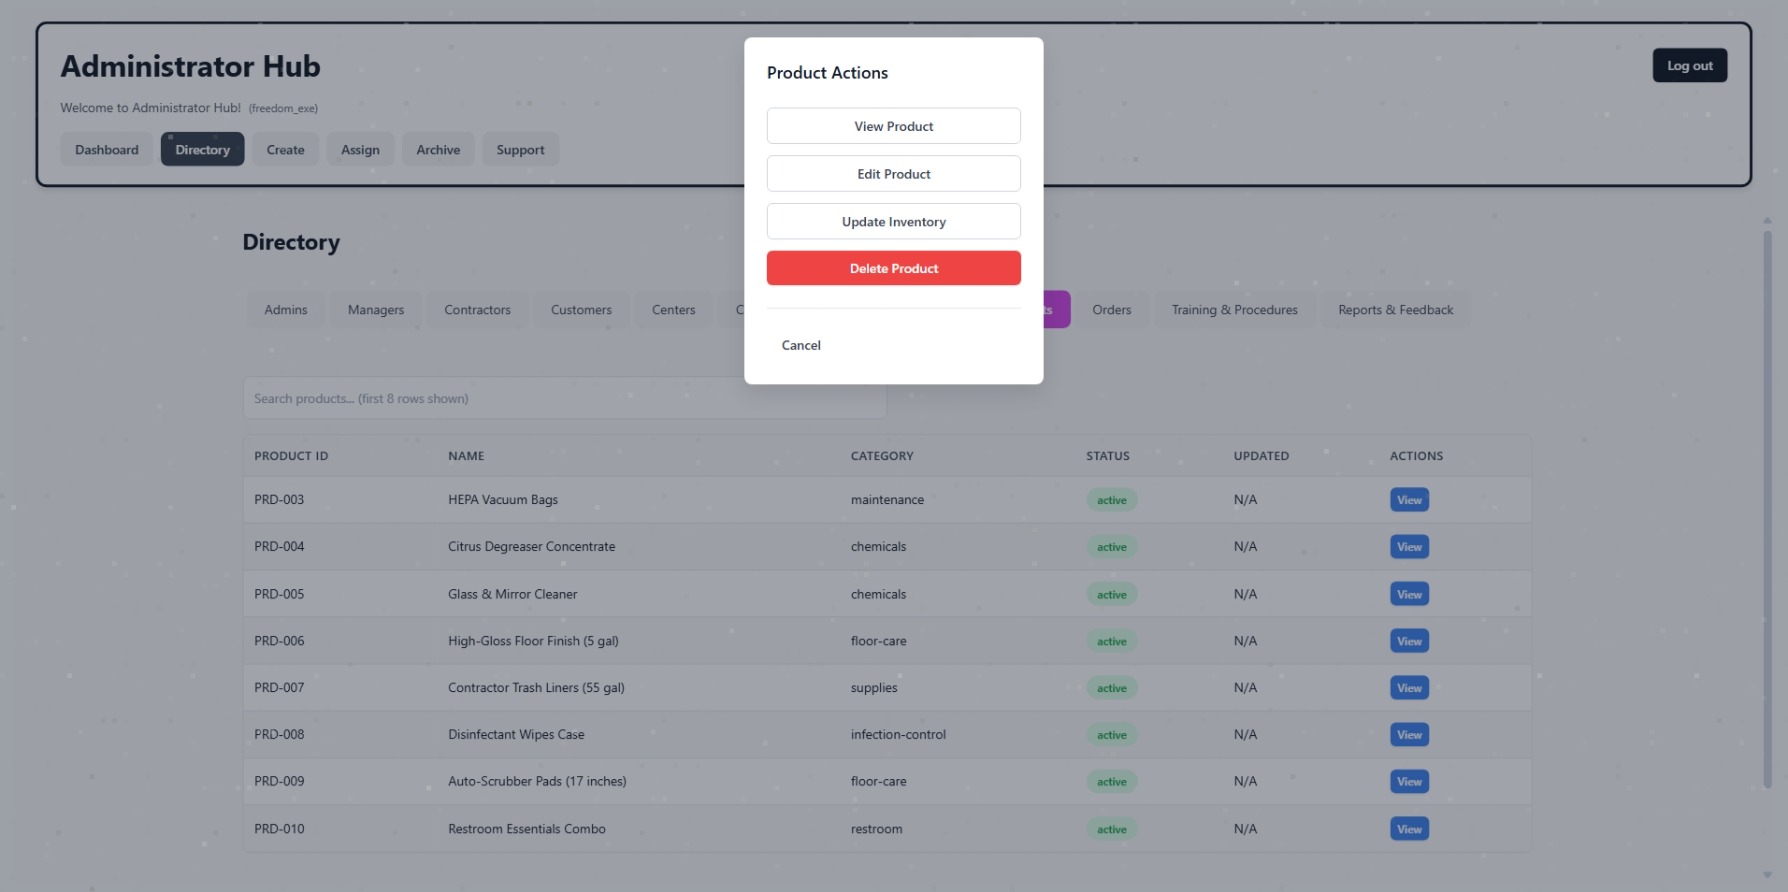 Administrator Hub
Log out
Welcome to Administrator Hub! (freedom_exe)
Dashboard Directory Create Assign Archive Support
Product Actions
View Product
Edit Product
Update Inventory
Delete Product
Cancel
Directory
Admins Managers Contractors Customers Centers Orders Training & Procedures Reports & Feedback
Search products... (first 8 rows shown)
PRODUCT ID NAME CATEGORY STATUS UPDATED ACTIONS
PRD-003 HEPA Vacuum Bags maintenance active N/A View
PRD-004 Citrus Degreaser Concentrate chemicals active N/A View
PRD-005 Glass & Mirror Cleaner chemicals active N/A View
PRD-006 High-Gloss Floor Finish (5 gal) floor-care active N/A View
PRD-007 Contractor Trash Liners (55 gal) supplies active N/A View
PRD-008 Disinfectant Wipes Case infection-control active N/A View
PRD-009 Auto-Scrubber Pads (17 inches) floor-care active N/A View
PRD-010 Restroom Essentials Combo restroom active N/A View